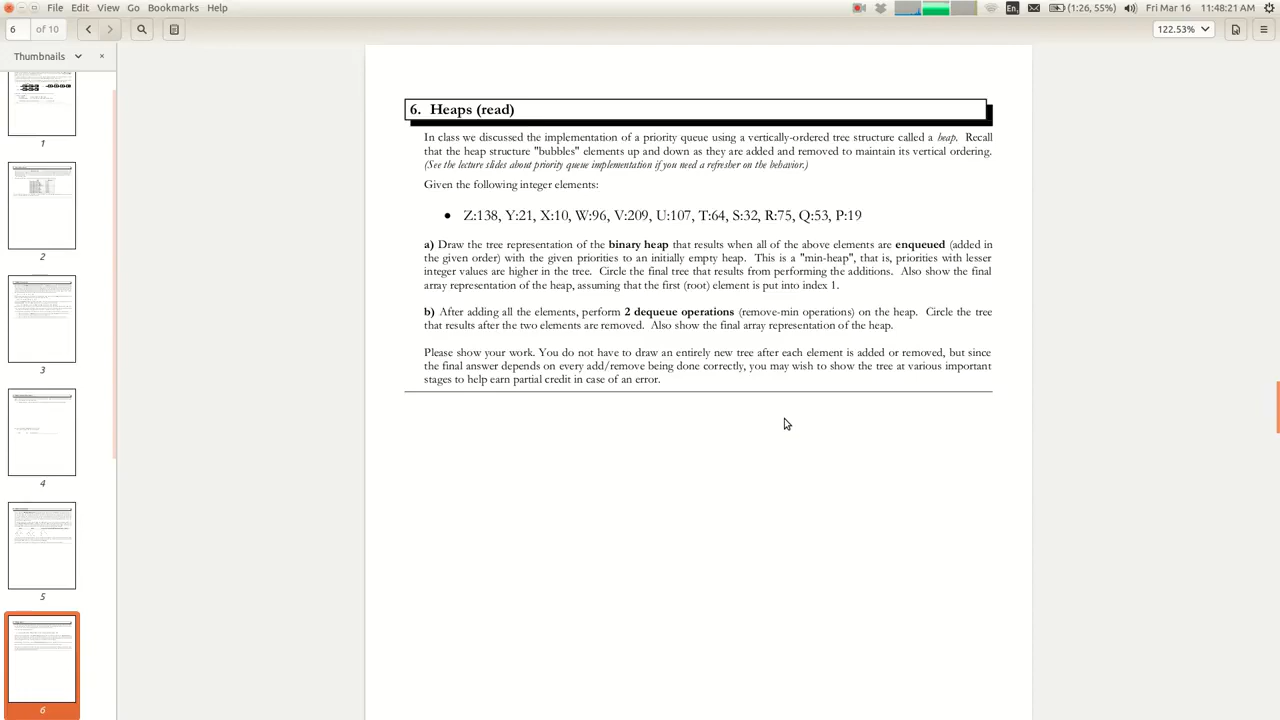 File Edit View Go Bookmarks Help
En
(1:26, 55%)
Fri Mar 16
11:48:21 AM
6
of 10
122.53%
Thumbnails
1
2
3
4
5
6
6. Heaps (read)
In class we discussed the implementation of a priority queue using a vertically-ordered tree structure called a heap. Recall
that the heap structure "bubbles" elements up and down as they are added and removed to maintain its vertical ordering.
(See the lecture slides about priority queue implementation if you need a refresher on the behavior.)
Given the following integer elements:
● Z:138, Y:21, X:10, W:96, V:209, U:107, T:64, S:32, R:75, Q:53, P:19
a) Draw the tree representation of the binary heap that results when all of the above elements are enqueued (added in
the given order) with the given priorities to an initially empty heap. This is a "min-heap", that is, priorities with lesser
integer values are higher in the tree. Circle the final tree that results from performing the additions. Also show the final
array representation of the heap, assuming that the first (root) element is put into index 1.
b) After adding all the elements, perform 2 dequeue operations (remove-min operations) on the heap. Circle the tree
that results after the two elements are removed. Also show the final array representation of the heap.
Please show your work. You do not have to draw an entirely new tree after each element is added or removed, but since
the final answer depends on every add/remove being done correctly, you may wish to show the tree at various important
stages to help earn partial credit in case of an error.